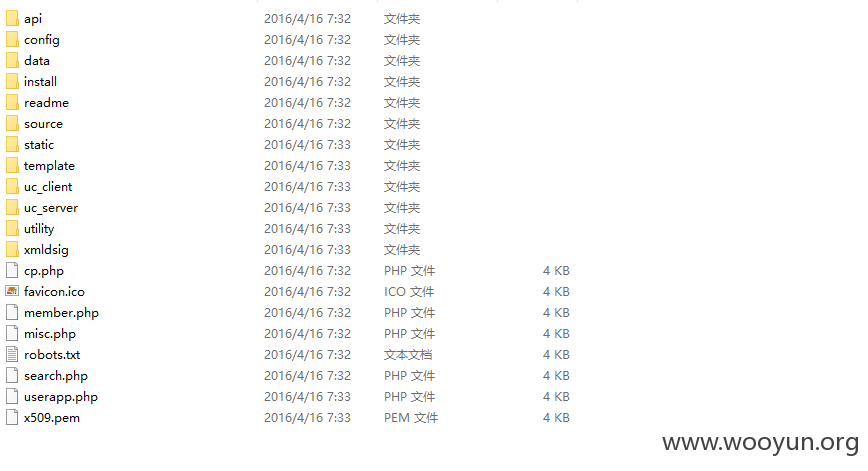 api 2016/4/16 7:32 文件夹
config 2016/4/16 7:32 文件夹
data 2016/4/16 7:32 文件夹
install 2016/4/16 7:32 文件夹
readme 2016/4/16 7:32 文件夹
source 2016/4/16 7:32 文件夹
static 2016/4/16 7:33 文件夹
template 2016/4/16 7:33 文件夹
uc_client 2016/4/16 7:33 文件夹
uc_server 2016/4/16 7:33 文件夹
utility 2016/4/16 7:33 文件夹
xmldsig 2016/4/16 7:33 文件夹
cp.php 2016/4/16 7:32 PHP 文件 4 KB
favicon.ico 2016/4/16 7:32 ICO 文件 4 KB
member.php 2016/4/16 7:32 PHP 文件 4 KB
misc.php 2016/4/16 7:32 PHP 文件 4 KB
robots.txt 2016/4/16 7:32 文本文档 4 KB
search.php 2016/4/16 7:32 PHP 文件 4 KB
userapp.php 2016/4/16 7:33 PHP 文件 4 KB
x509.pem 2016/4/16 7:33 PEM 文件 4 KB
www.wooyun.org